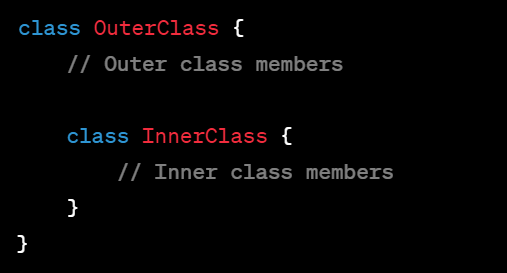 class OuterClass {
    // Outer class members

    class InnerClass {
        // Inner class members
    }
}